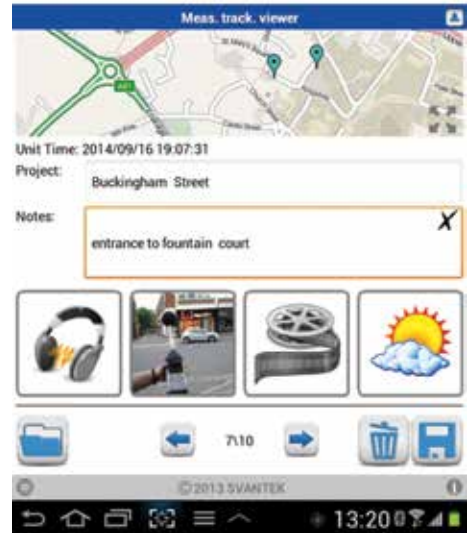 Meas. track. viewer
A41
Unit Time: 2014/09/16 19:07:31
Project:
Buckingham Street
Notes:
X
entrance to fountain court
7\10
©2013 SVANTEK
13:20